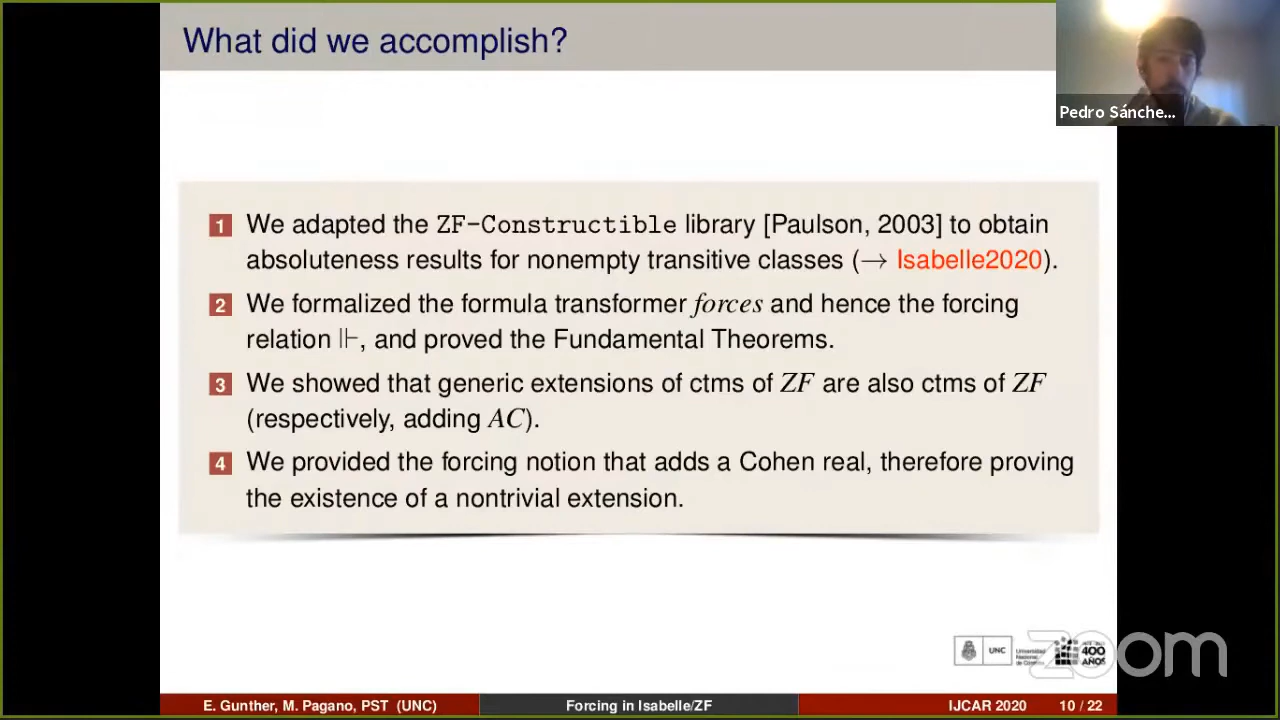 What did we accomplish?
Pedro Sánche...
1 We adapted the ZF-Constructible library [Paulson, 2003] to obtain
absoluteness results for nonempty transitive classes (→ Isabelle2020).
2 We formalized the formula transformer forces and hence the forcing
relation ⊩, and proved the Fundamental Theorems.
3 We showed that generic extensions of ctms of ZF are also ctms of ZF
(respectively, adding AC).
4 We provided the forcing notion that adds a Cohen real, therefore proving
the existence of a nontrivial extension.
UNC
Universidad
Nacional
400
AÑOS
zoom
E. Gunther, M. Pagano, PST (UNC) Forcing in Isabelle/ZF IJCAR 2020 10 / 22